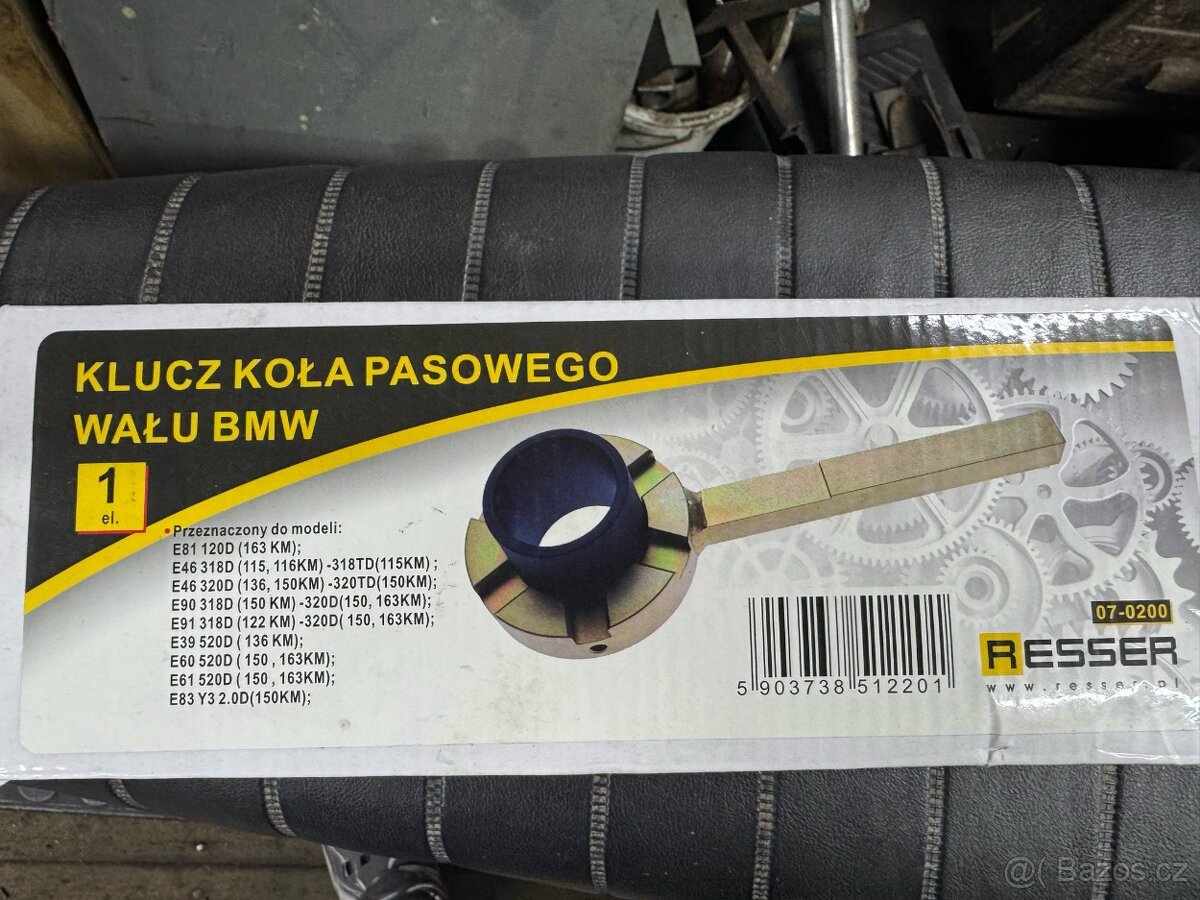 KLUCZ KOŁA PASOWEGO
WAŁU BMW
1
el.
• Przeznaczony do modeli:
E81 120D (163 KM);
E46 318D (115, 116KM) -318TD(115KM) ;
E46 320D (136, 150KM) -320TD(150KM);
E90 318D (150 KM) -320D(150, 163KM);
E91 318D (122 KM) -320D( 150, 163KM);
E39 520D ( 136 KM);
E60 520D ( 150 , 163KM);
E61 520D ( 150 , 163KM);
E83 Y3 2.0D(150KM);
5 903738 512201
07-0200
RESSER
www.resser.pl
@( Bazos.cz